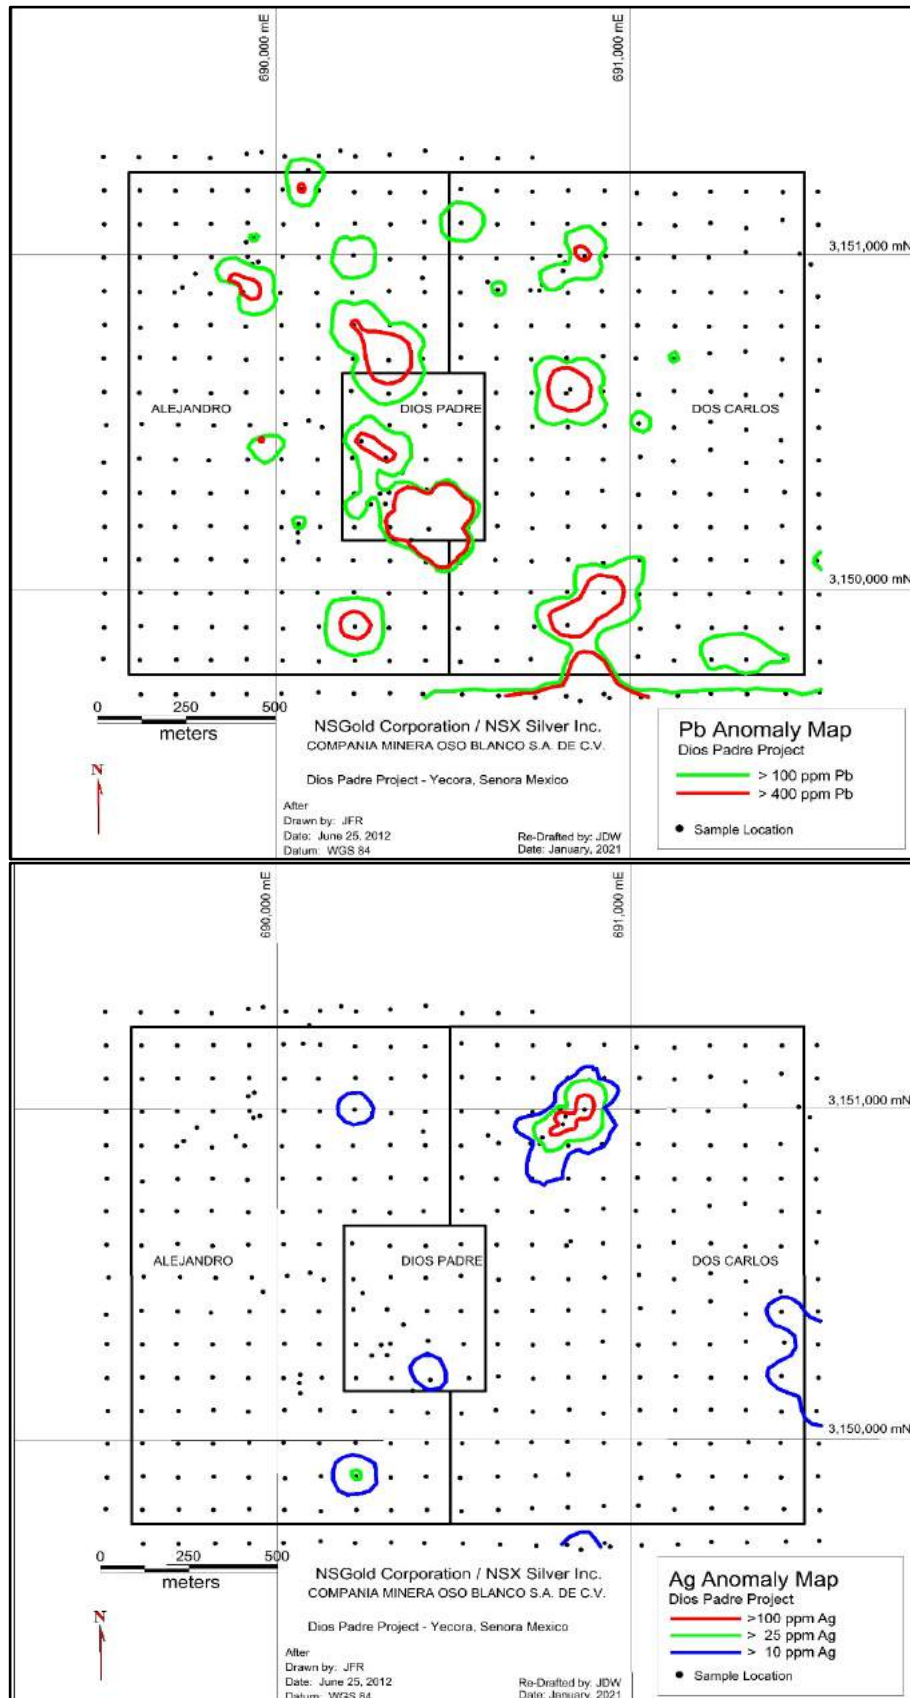 690,000 mE
691,000 mE
3,151,000 mN
ALEJANDRO
DIOS PADRE
DOS CARLOS
3,150,000 mN
0 250 500
meters
N
NSGold Corporation / NSX Silver Inc.
COMPANIA MINERA OSO BLANCO S.A. DE C.V.
Dios Padre Project - Yecora, Senora Mexico
After
Drawn by: JFR
Date: June 25, 2012
Datum: WGS 84
Re-Drafted by: JDW
Date: January, 2021
Pb Anomaly Map
Dios Padre Project
> 100 ppm Pb
> 400 ppm Pb
Sample Location
690,000 mE
691,000 mE
3,151,000 mN
ALEJANDRO
DIOS PADRE
DOS CARLOS
3,150,000 mN
0 250 500
meters
N
NSGold Corporation / NSX Silver Inc.
COMPANIA MINERA OSO BLANCO S.A. DE C.V.
Dios Padre Project - Yecora, Senora Mexico
After
Drawn by: JFR
Date: June 25, 2012
Datum: WGS 84
Re-Drafted by: JDW
Date: January, 2021
Ag Anomaly Map
Dios Padre Project
>100 ppm Ag
> 25 ppm Ag
> 10 ppm Ag
Sample Location